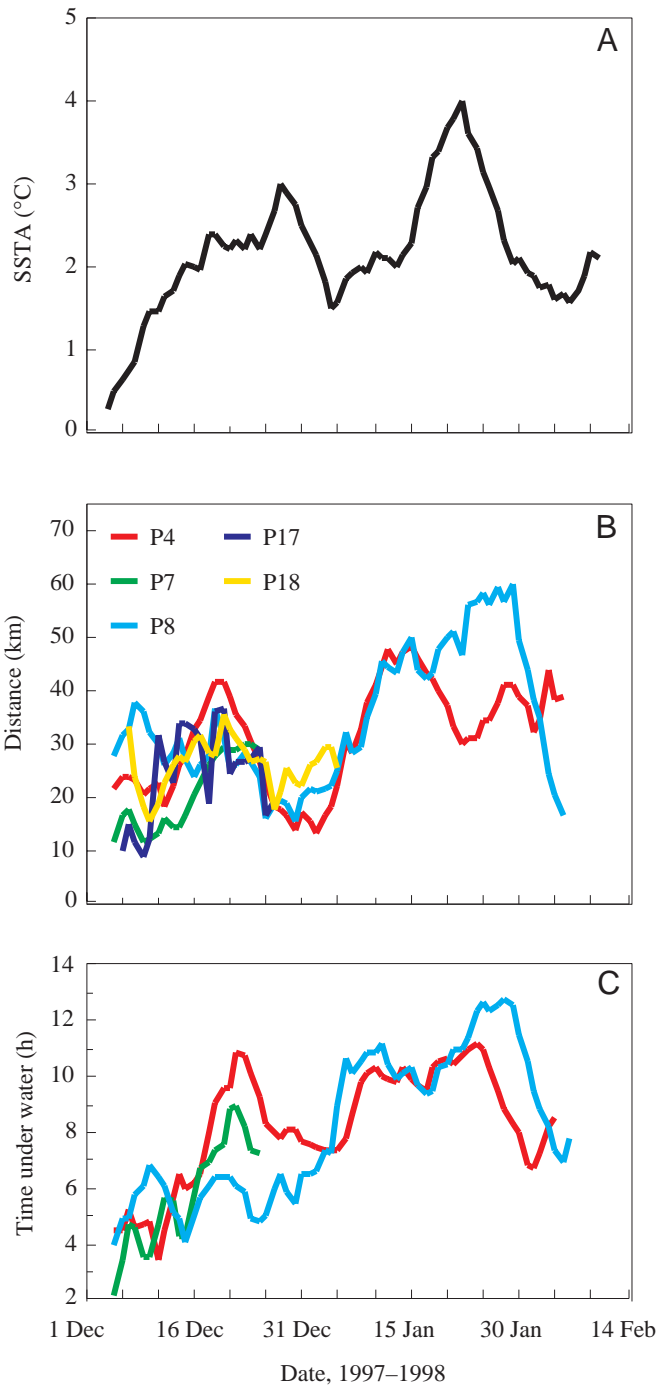 A
5
4
3
2
1
0
SSTA (°C)
B
70
60
50
40
30
20
10
0
Distance (km)
P4
P17
P7
P18
P8
C
14
12
10
8
6
4
2
Time under water (h)
1 Dec
16 Dec
31 Dec
15 Jan
30 Jan
14 Feb
Date, 1997–1998